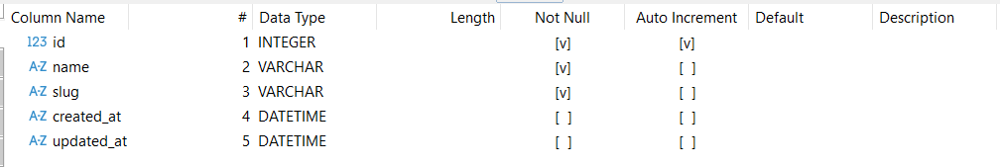 Column Name # Data Type Length Not Null Auto Increment Default Description
123 id 1 INTEGER [v] [v]
A-Z name 2 VARCHAR [v] [ ]
A-Z slug 3 VARCHAR [v] [ ]
A-Z created_at 4 DATETIME [ ] [ ]
A-Z updated_at 5 DATETIME [ ] [ ]